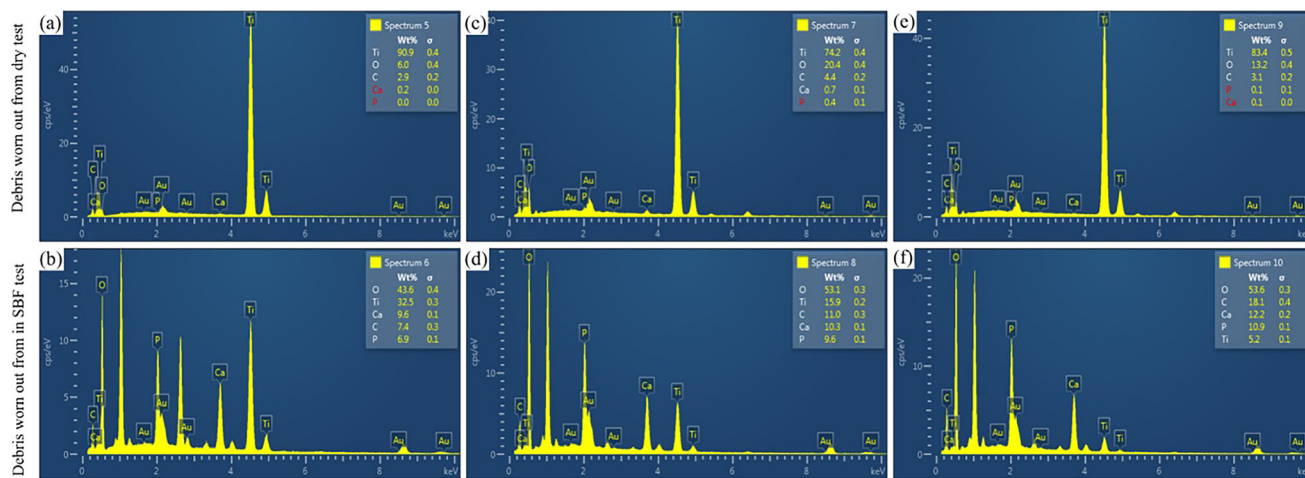 Debris worn out from dry test
(a)
Spectrum 5
Wt% σ
Ti 90.9 0.4
O 6.0 0.4
C 2.9 0.2
Ca 0.2 0.0
P 0.0 0.0
cps/eV
40
20
0
C Ti Ca O Au P Au Au Ca Ti Ti Au Au
0 2 4 6 8 keV
(c)
Spectrum 7
Wt% σ
Ti 74.2 0.4
O 20.4 0.4
C 4.4 0.2
Ca 0.7 0.1
P 0.4 0.1
40
30
20
10
0
C Ti Ca O Au P Au Au Ca Ti Ti Au Au
0 2 4 6 8 keV
(e)
Spectrum 9
Wt% σ
Ti 83.4 0.5
O 13.2 0.4
C 3.1 0.2
P 0.1 0.1
Ca 0.1 0.0
cps/eV
40
20
0
C Ti Ca O Au P Au Au Ca Ti Ti Au Au
0 2 4 6 8 keV
Debris worn out from in SBF test
(b)
Spectrum 6
Wt% σ
O 43.6 0.4
Ti 32.5 0.3
Ca 9.6 0.1
C 7.4 0.3
P 6.9 0.1
cps/eV
15
10
5
0
C Ca Ti O Au P Au Au Ca Ti Ti Au Au
0 2 4 6 8 keV
(d)
Spectrum 8
Wt% σ
O 53.1 0.3
Ti 15.9 0.2
C 11.0 0.3
Ca 10.3 0.1
P 9.6 0.1
cps/eV
20
10
0
C Ca Ti O Au P Au Au Ca Ti Ti Au Au
0 2 4 6 8 keV
(f)
Spectrum 10
Wt% σ
O 53.6 0.3
C 18.1 0.4
Ca 12.2 0.2
P 10.9 0.1
Ti 5.2 0.1
cps/eV
20
10
0
C Ca Ti O Au P Au Au Ca Ti Ti Au Au
0 2 4 6 8 keV